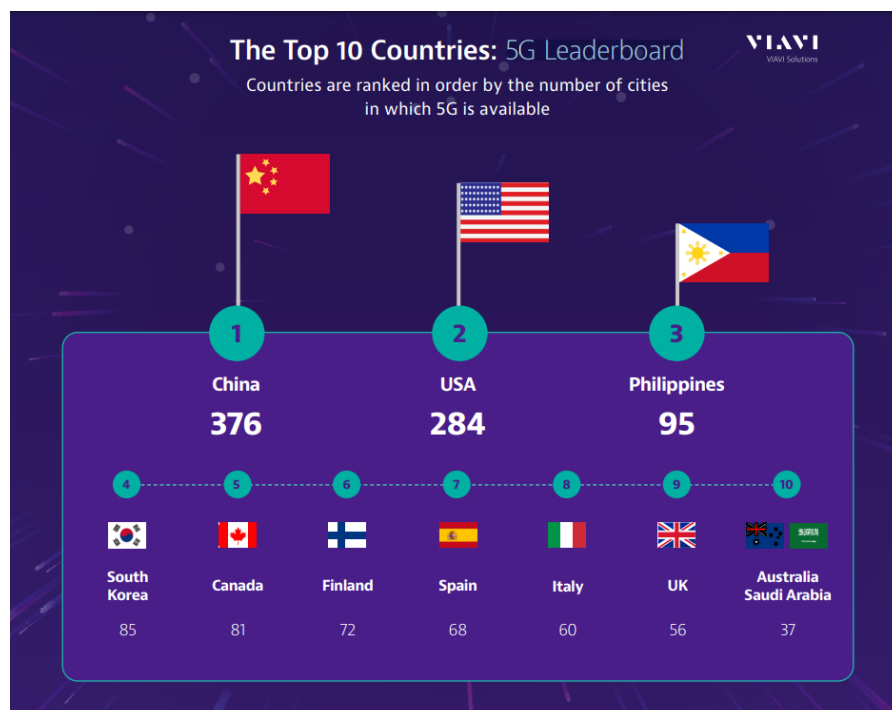 The Top 10 Countries: 5G Leaderboard
VIAVI
VIAVI Solutions
Countries are ranked in order by the number of cities
in which 5G is available
1
2
3
China
USA
Philippines
376
284
95
4
5
6
7
8
9
10
South
Korea
Canada
Finland
Spain
Italy
UK
Australia
Saudi Arabia
85
81
72
68
60
56
37